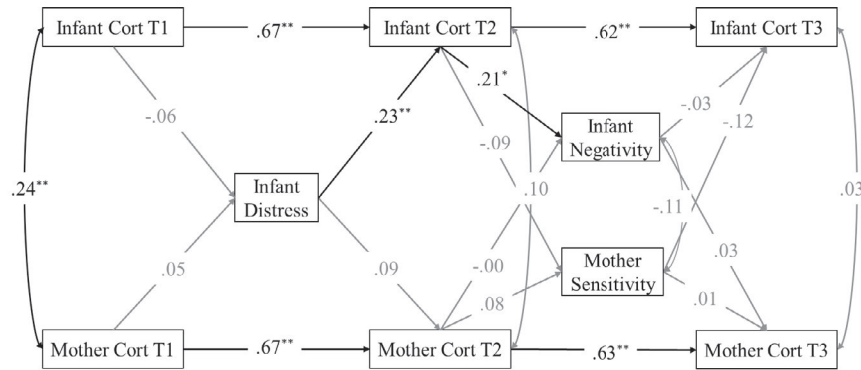 Infant Cort T1
.67**
Infant Cort T2
.62**
Infant Cort T3
.21*
-.06
.23**
-.09
Infant
Negativity
-.03
-.12
.24**
Infant
Distress
.10
-.11
.03
.05
.09
-.00
.08
Mother
Sensitivity
.03
.01
Mother Cort T1
.67**
Mother Cort T2
.63**
Mother Cort T3